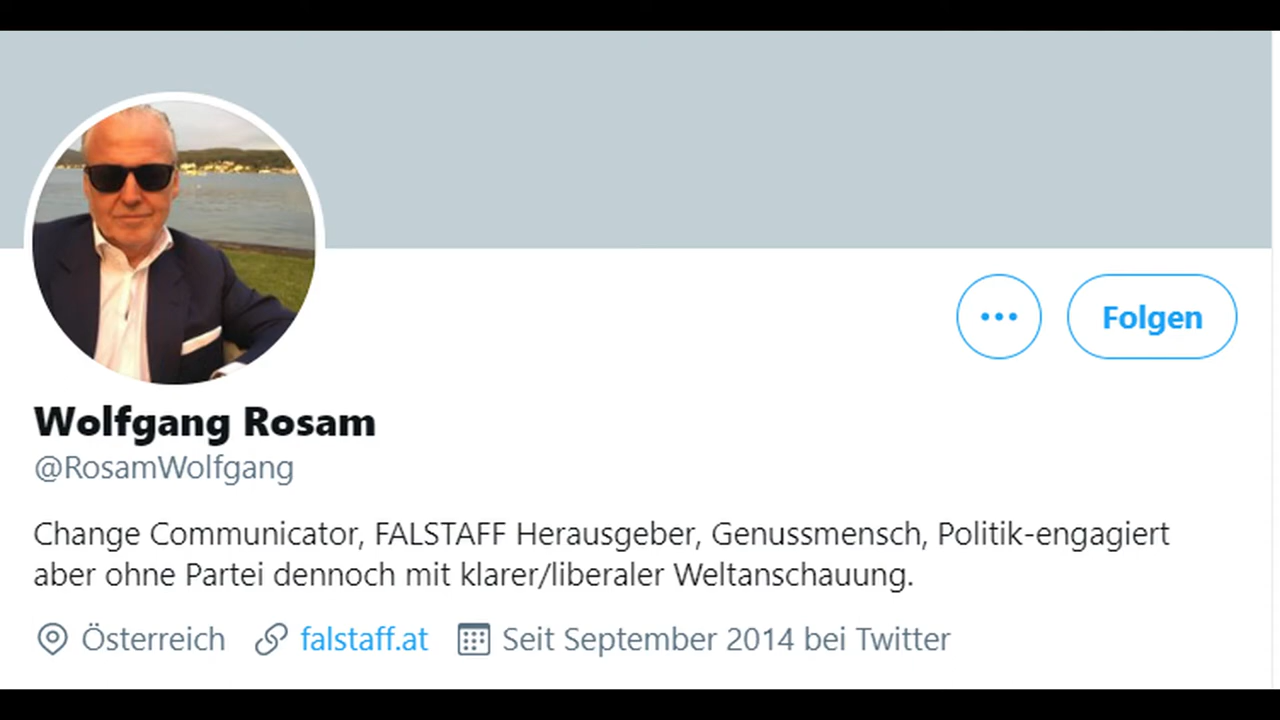 Folgen
Wolfgang Rosam
@RosamWolfgang
Change Communicator, FALSTAFF Herausgeber, Genussmensch, Politik-engagiert
aber ohne Partei dennoch mit klarer/liberaler Weltanschauung.
Österreich falstaff.at Seit September 2014 bei Twitter